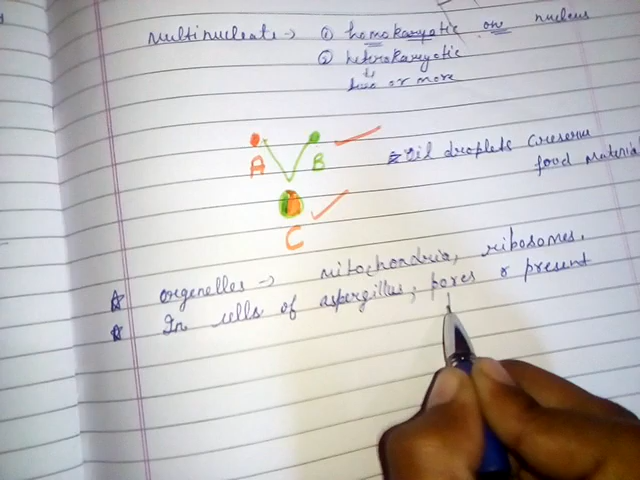 Multinucleate → ① homokaryotic on nucleus
② heterokaryotic
two or more
A B
oil droplets (reserve
food material
C
organelles → mitochondria, ribosomes.
In cells of aspergillus, pores r present